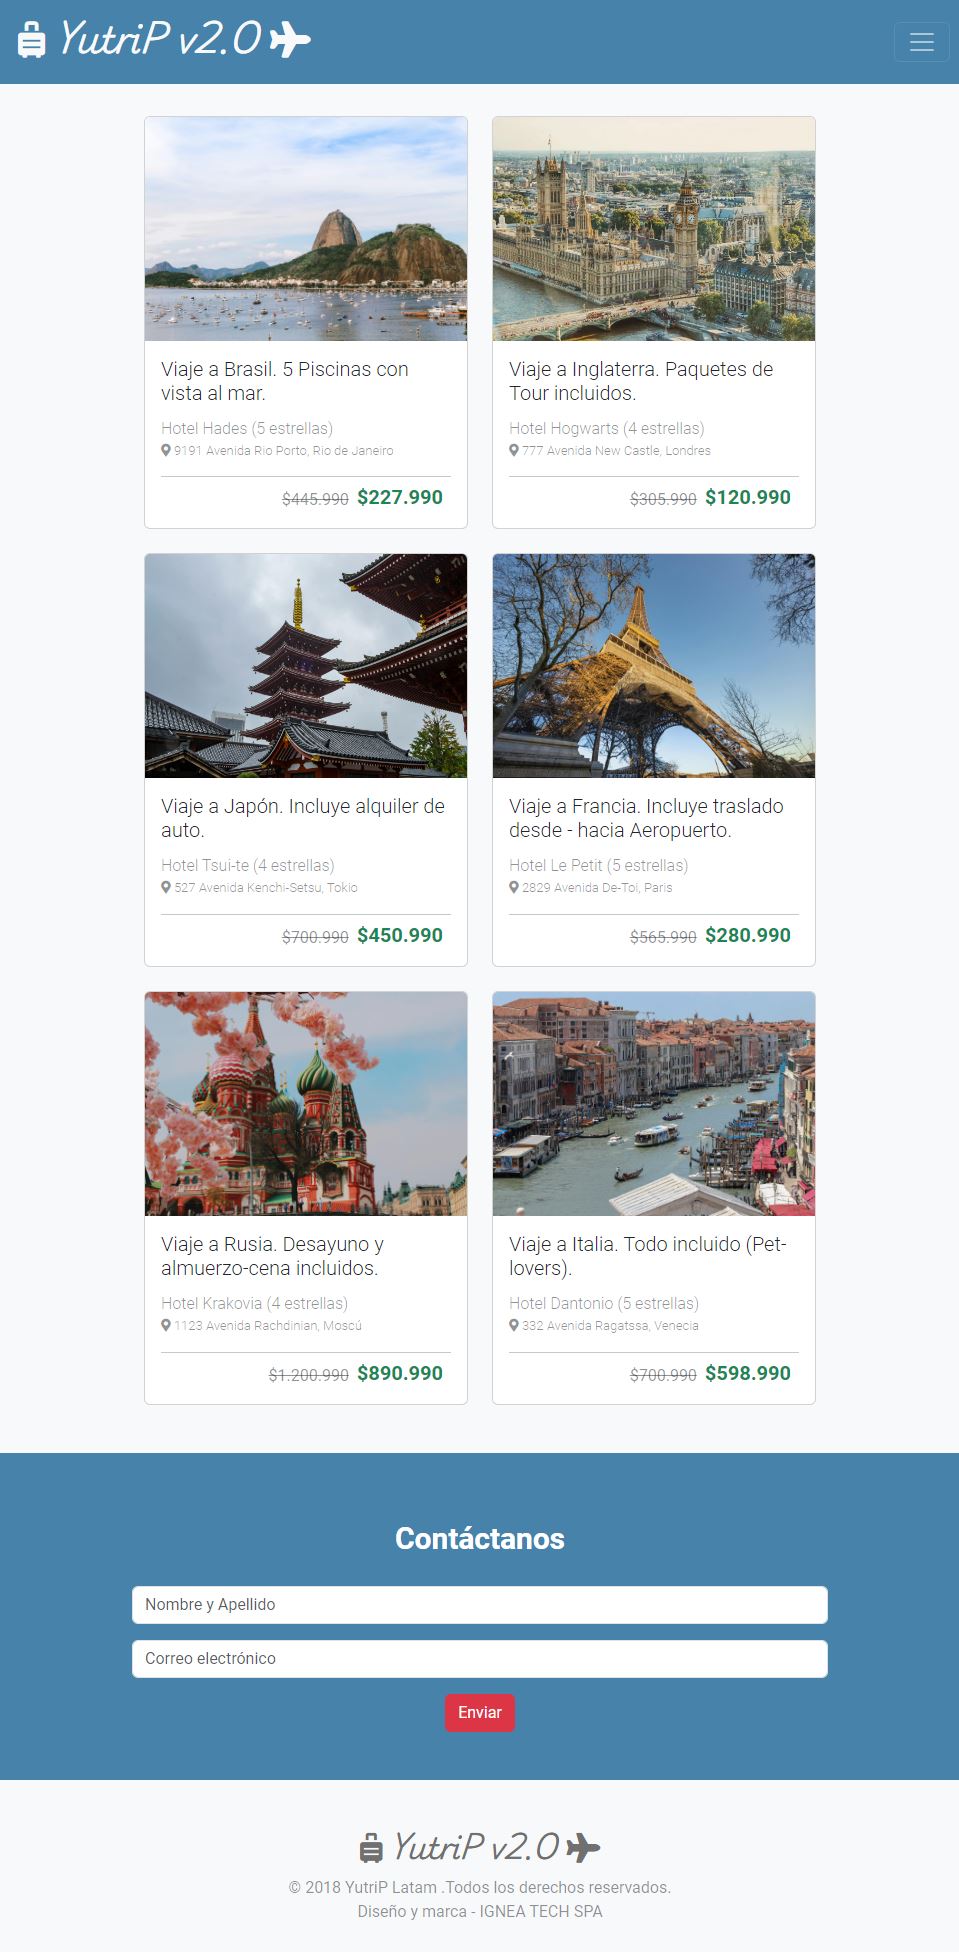 YutriP v2.0
Viaje a Brasil. 5 Piscinas con
vista al mar.
Hotel Hades (5 estrellas)
9191 Avenida Rio Porto, Rio de Janeiro
$445.990 $227.990
Viaje a Inglaterra. Paquetes de
Tour incluidos.
Hotel Hogwarts (4 estrellas)
777 Avenida New Castle, Londres
$305.990 $120.990
Viaje a Japón. Incluye alquiler de
auto.
Hotel Tsui-te (4 estrellas)
527 Avenida Kenchi-Setsu, Tokio
$700.990 $450.990
Viaje a Francia. Incluye traslado
desde - hacia Aeropuerto.
Hotel Le Petit (5 estrellas)
2829 Avenida De-Toi, Paris
$565.990 $280.990
Viaje a Rusia. Desayuno y
almuerzo-cena incluidos.
Hotel Krakovia (4 estrellas)
1123 Avenida Rachdinian, Moscú
$1.200.990 $890.990
Viaje a Italia. Todo incluido (Pet-
lovers).
Hotel Dantonio (5 estrellas)
332 Avenida Ragatssa, Venecia
$700.990 $598.990
Contáctanos
Nombre y Apellido
Correo electrónico
Enviar
YutriP v2.0
© 2018 YutriP Latam .Todos los derechos reservados.
Diseño y marca - IGNEA TECH SPA